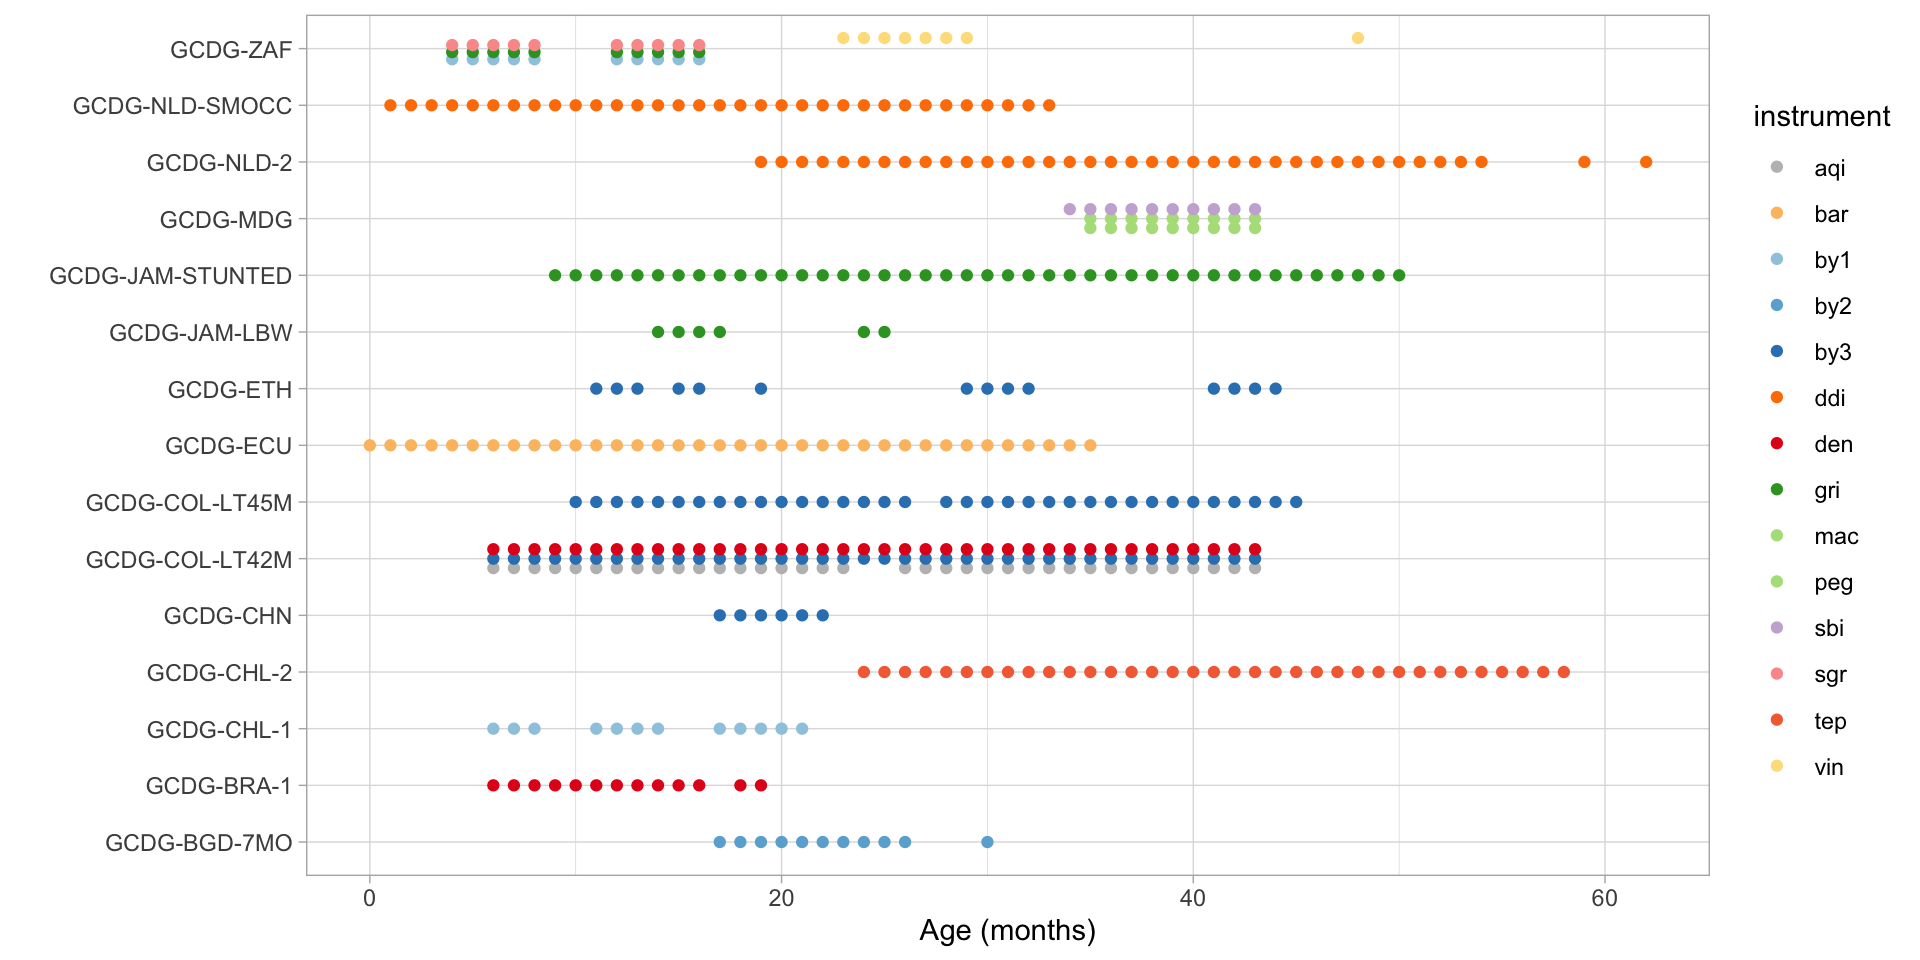 GCDG-ZAF
GCDG-NLD-SMOCC
GCDG-NLD-2
GCDG-MDG
GCDG-JAM-STUNTED
GCDG-JAM-LBW
GCDG-ETH
GCDG-ECU
GCDG-COL-LT45M
GCDG-COL-LT42M
GCDG-CHN
GCDG-CHL-2
GCDG-CHL-1
GCDG-BRA-1
GCDG-BGD-7MO
0 20 40 60
Age (months)
instrument
aqi
bar
by1
by2
by3
ddi
den
gri
mac
peg
sbi
sgr
tep
vin